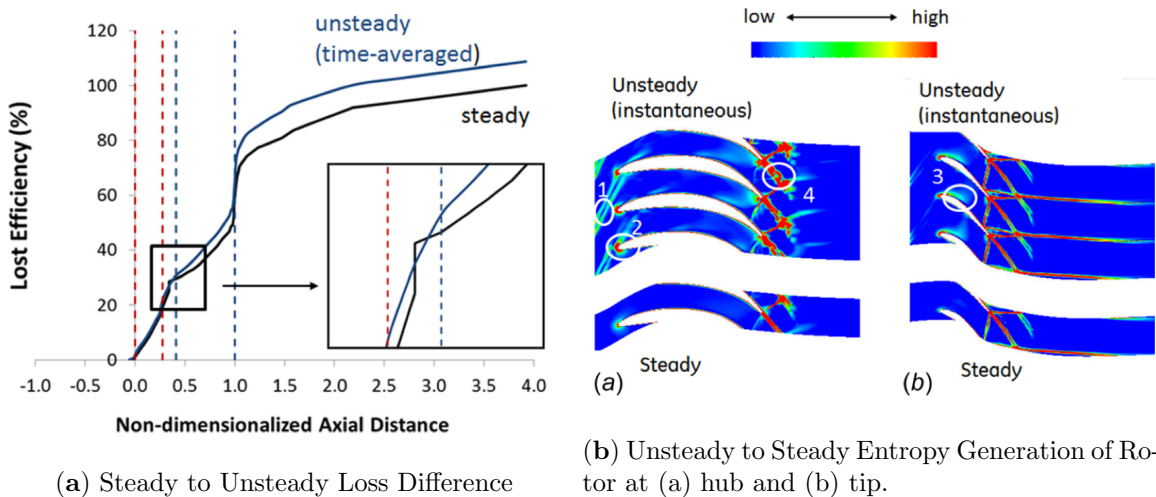 120
100
80
60
40
20
0
Lost Efficiency (%)
unsteady
(time-averaged)
steady
-1.0 -0.5 0.0 0.5 1.0 1.5 2.0 2.5 3.0 3.5 4.0
Non-dimensionalized Axial Distance
(a) Steady to Unsteady Loss Difference
low high
Unsteady
(instantaneous)
1
2
4
Steady
(a)
Unsteady
(instantaneous)
3
Steady
(b)
(b) Unsteady to Steady Entropy Generation of Ro-
tor at (a) hub and (b) tip.